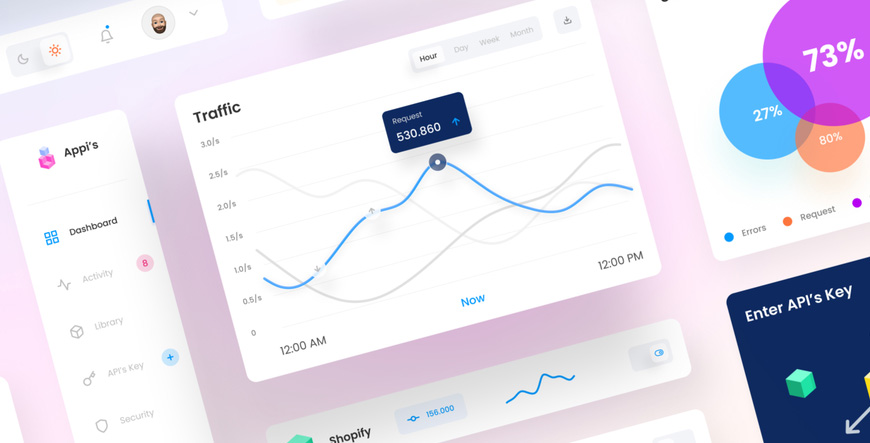 Appi's
Dashboard
Activity
8
Library
API's Key
+
Security
Traffic
Hour
Day
Week
Month
Request
530.860
3.0/s
2.5/s
2.0/s
1.5/s
1.0/s
0.5/s
0
12:00 AM
Now
12:00 PM
Shopify
156.000
73%
27%
80%
Errors
Request
Enter API's Key